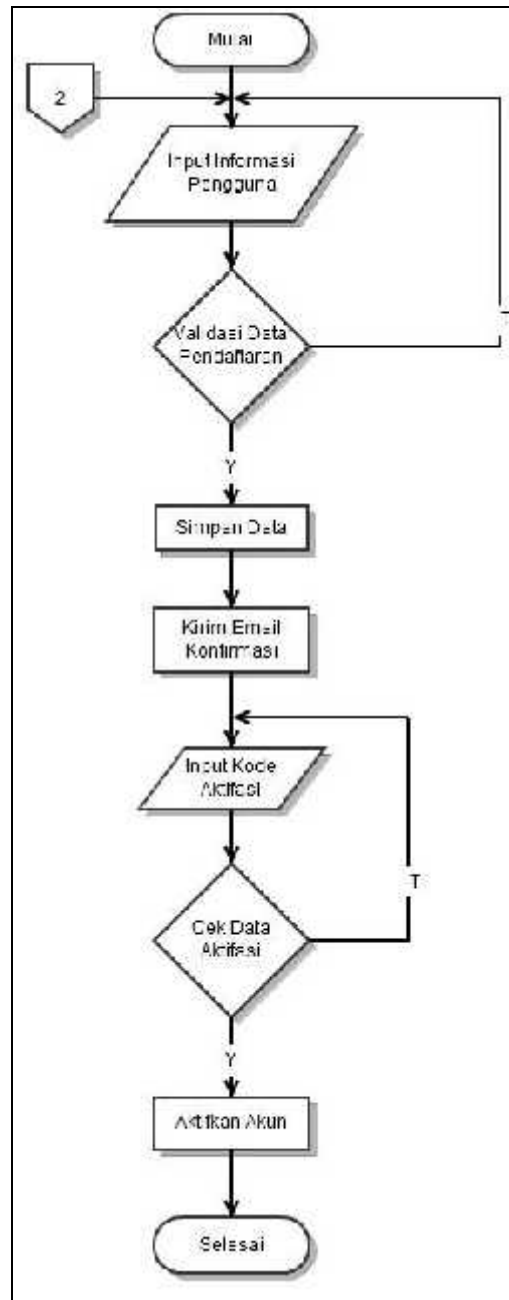 Mulai
2
Input Informasi
Pengguna
T
Validasi Data
Pendaftaran
Y
Simpan Data
Kirim Email
Konfirmasi
Input Kode
Aktifasi
T
Cek Data
Aktifasi
Y
Aktifkan Akun
Selesai